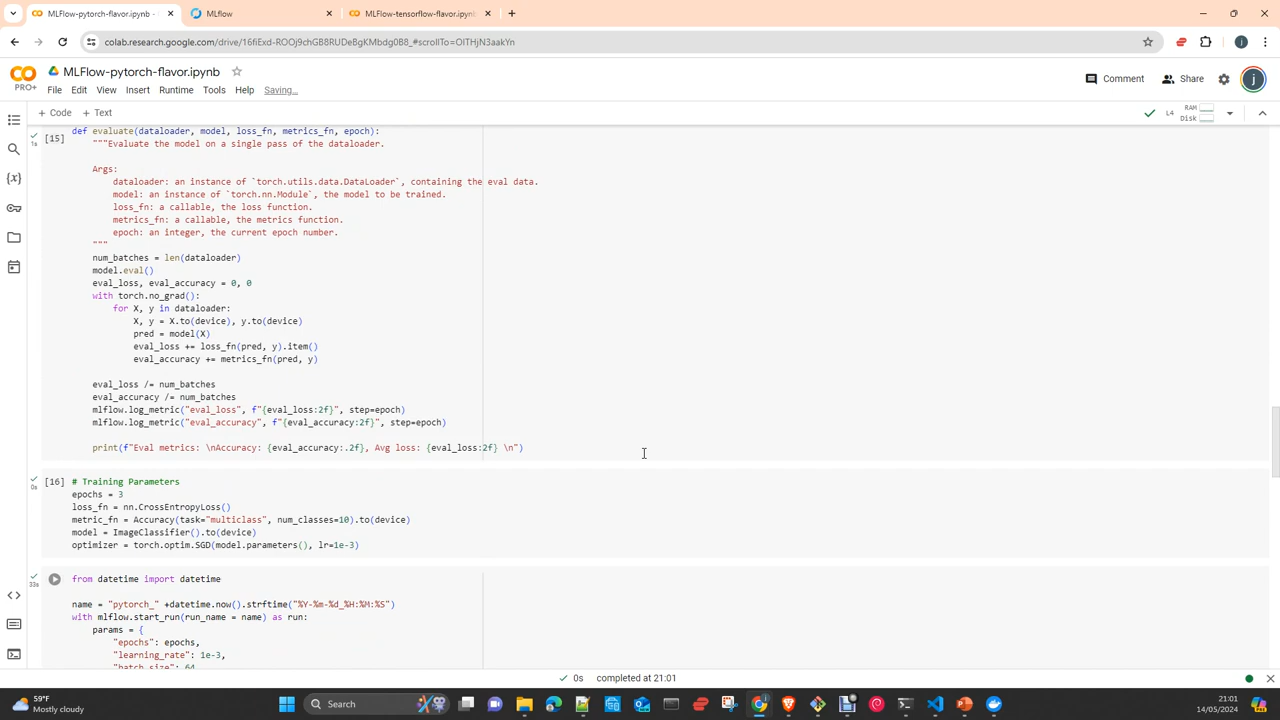 MLFlow-pytorch-flavor.ipynb -
MLflow
MLFlow-tensorflow-flavor.ipynb
colab.research.google.com/drive/16fiExd-ROOj9chGB8RUDeBgKMbdg0B8_#scrollTo=OlTHjN3aakYn
MLFlow-pytorch-flavor.ipynb
PRO+
File Edit View Insert Runtime Tools Help Saving...
Comment
Share
j
+ Code + Text
L4
RAM
Disk
[15]
1s
def evaluate(dataloader, model, loss_fn, metrics_fn, epoch):
"""Evaluate the model on a single pass of the dataloader.
Args:
dataloader: an instance of `torch.utils.data.DataLoader`, containing the eval data.
model: an instance of `torch.nn.Module`, the model to be trained.
loss_fn: a callable, the loss function.
metrics_fn: a callable, the metrics function.
epoch: an integer, the current epoch number.
"""
num_batches = len(dataloader)
model.eval()
eval_loss, eval_accuracy = 0, 0
with torch.no_grad():
for X, y in dataloader:
X, y = X.to(device), y.to(device)
pred = model(X)
eval_loss += loss_fn(pred, y).item()
eval_accuracy += metrics_fn(pred, y)
eval_loss /= num_batches
eval_accuracy /= num_batches
mlflow.log_metric("eval_loss", f"{eval_loss:2f}", step=epoch)
mlflow.log_metric("eval_accuracy", f"{eval_accuracy:2f}", step=epoch)
print(f"Eval metrics: \nAccuracy: {eval_accuracy:.2f}, Avg loss: {eval_loss:2f} \n")
[16]
0s
# Training Parameters
epochs = 3
loss_fn = nn.CrossEntropyLoss()
metric_fn = Accuracy(task="multiclass", num_classes=10).to(device)
model = ImageClassifier().to(device)
optimizer = torch.optim.SGD(model.parameters(), lr=1e-3)
33s
from datetime import datetime
name = "pytorch_" +datetime.now().strftime("%Y-%m-%d_%H:%M:%S")
with mlflow.start_run(run_name = name) as run:
params = {
"epochs": epochs,
"learning_rate": 1e-3,
"batch_size": 64,
0s completed at 21:01
59°F
Mostly cloudy
Search
21:01
14/05/2024